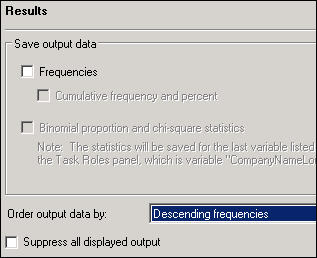 Results
Save output data
Frequencies
Cumulative frequency and percent
Binomial proportion and chi-square statistics
Note: The statistics will be saved for the last variable listed
the Task Roles panel, which is variable "CompanyNameLo
Order output data by:
Descending frequencies
Suppress all displayed output